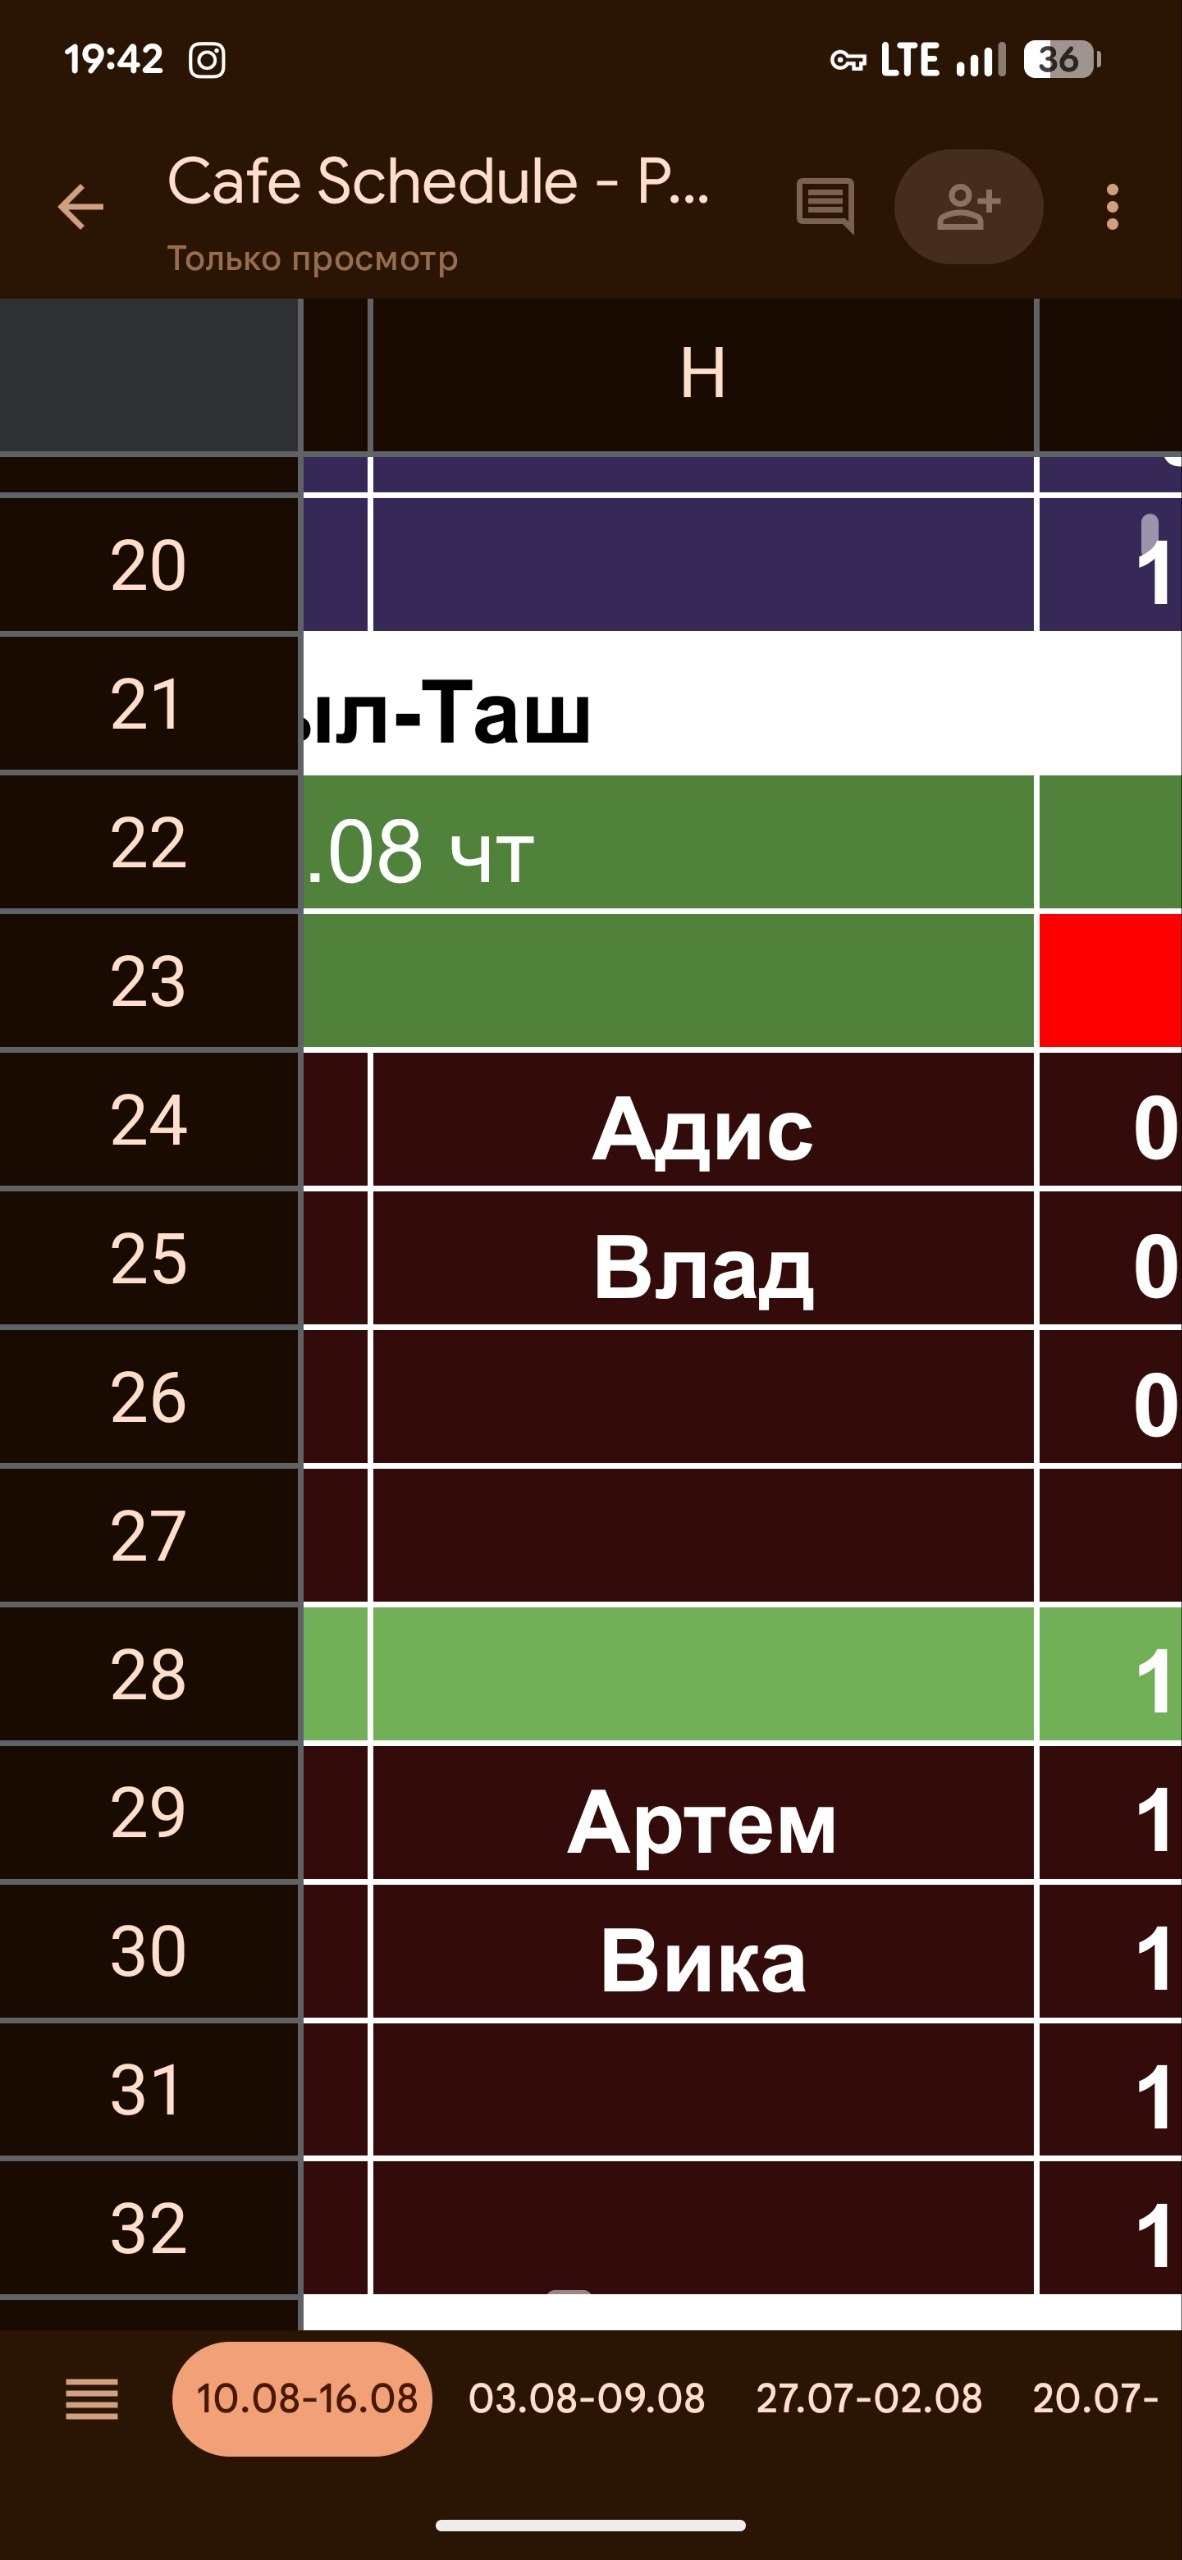 19:42 LTE 36
Cafe Schedule - P...
Только просмотр
H
20 1
21 ыл-Таш
22 .08 чт
23
24 Адис 0
25 Влад 0
26 0
27
28 1
29 Артем 1
30 Вика 1
31 1
32 1
10.08-16.08 03.08-09.08 27.07-02.08 20.07-